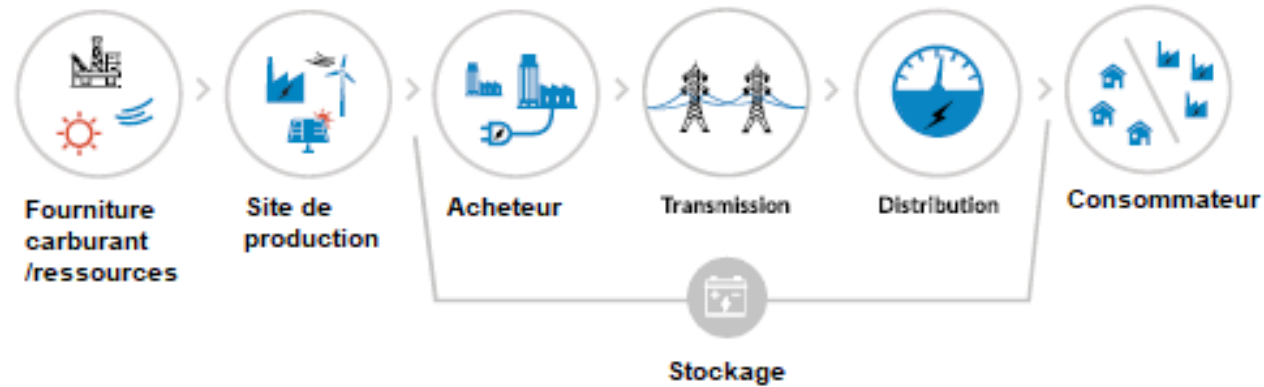 Fourniture
carburant
/ressources
Site de
production
Acheteur
Transmission
Distribution
Consommateur
Stockage